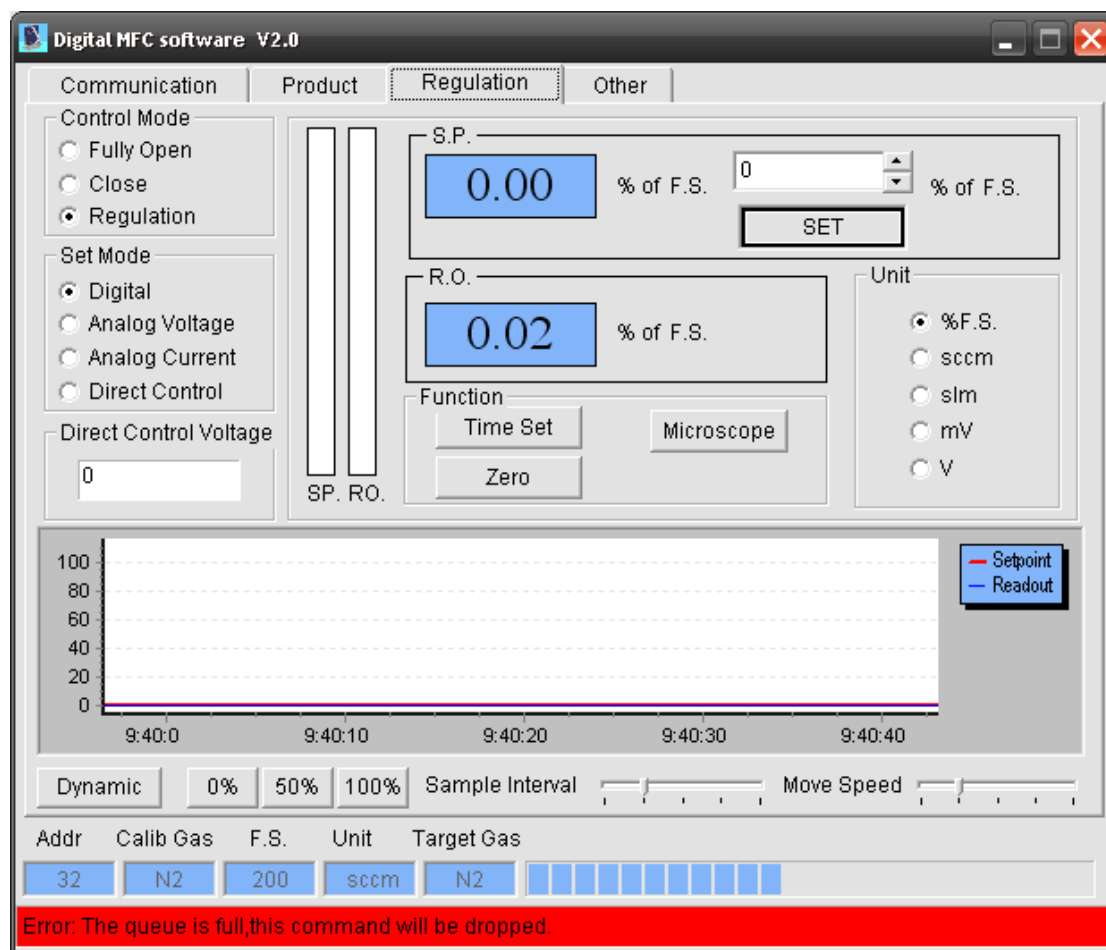 Digital MFC software V2.0
Communication
Product
Regulation
Other
Control Mode
Fully Open
Close
Regulation
Set Mode
Digital
Analog Voltage
Analog Current
Direct Control
Direct Control Voltage
0
SP. RO.
S.P.
0.00
% of F.S.
0
% of F.S.
SET
R.O.
0.02
% of F.S.
Function
Time Set
Microscope
Zero
Unit
%F.S.
sccm
slm
mV
V
100
80
60
40
20
0
9:40:0
9:40:10
9:40:20
9:40:30
9:40:40
Setpoint
Readout
Dynamic
0%
50%
100%
Sample Interval
Move Speed
Addr
Calib Gas
F.S.
Unit
Target Gas
32
N2
200
sccm
N2
Error: The queue is full,this command will be dropped.